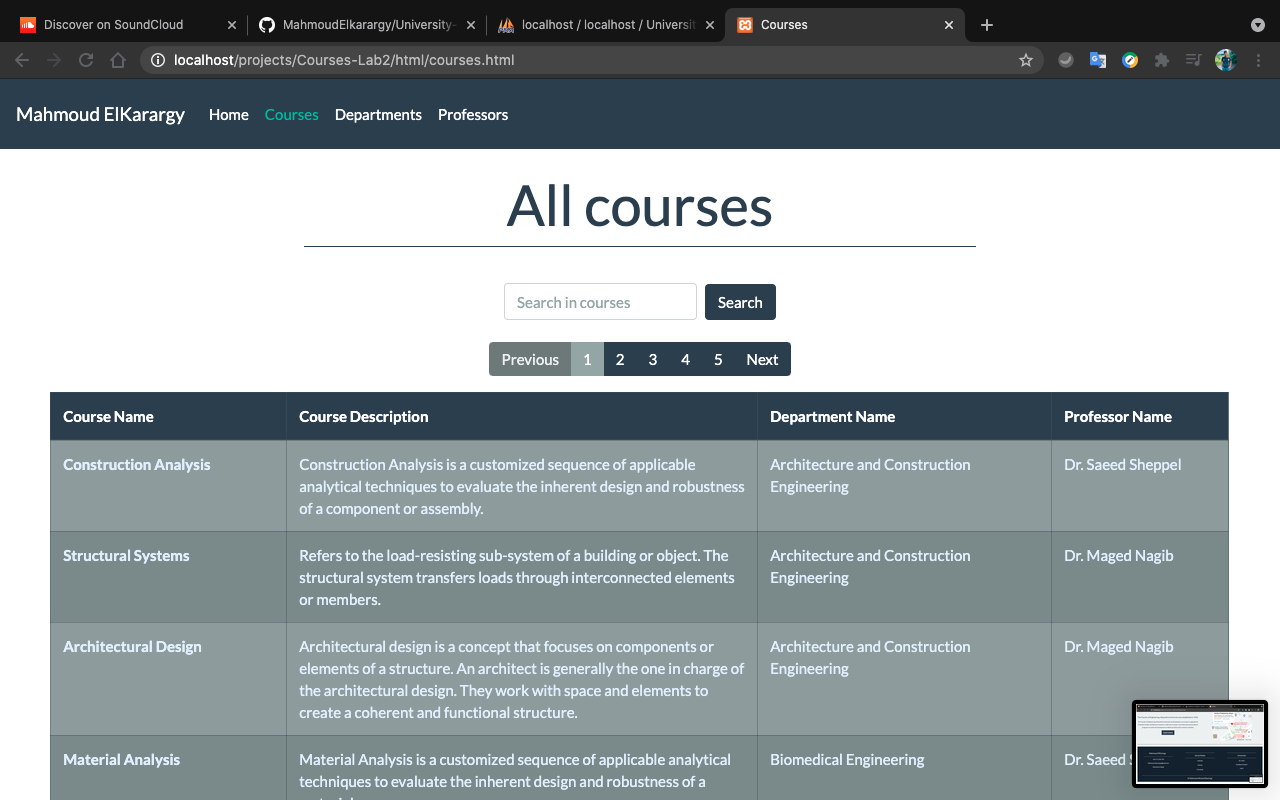 Discover on SoundCloud
MahmoudElkarargy/University-
localhost / localhost / Universit
Courses
localhost/projects/Courses-Lab2/html/courses.html
Mahmoud ElKarargy Home Courses Departments Professors
All courses
Search in courses Search
Previous 1 2 3 4 5 Next
Course Name Course Description Department Name Professor Name
Construction Analysis Construction Analysis is a customized sequence of applicable Architecture and Construction Dr. Saeed Sheppel
analytical techniques to evaluate the inherent design and robustness Engineering
of a component or assembly.
Structural Systems Refers to the load-resisting sub-system of a building or object. The Architecture and Construction Dr. Maged Nagib
structural system transfers loads through interconnected elements Engineering
or members.
Architectural Design Architectural design is a concept that focuses on components or Architecture and Construction Dr. Maged Nagib
elements of a structure. An architect is generally the one in charge of Engineering
the architectural design. They work with space and elements to
create a coherent and functional structure.
Material Analysis Material Analysis is a customized sequence of applicable analytical Biomedical Engineering Dr. Saeed
techniques to evaluate the inherent design and robustness of a